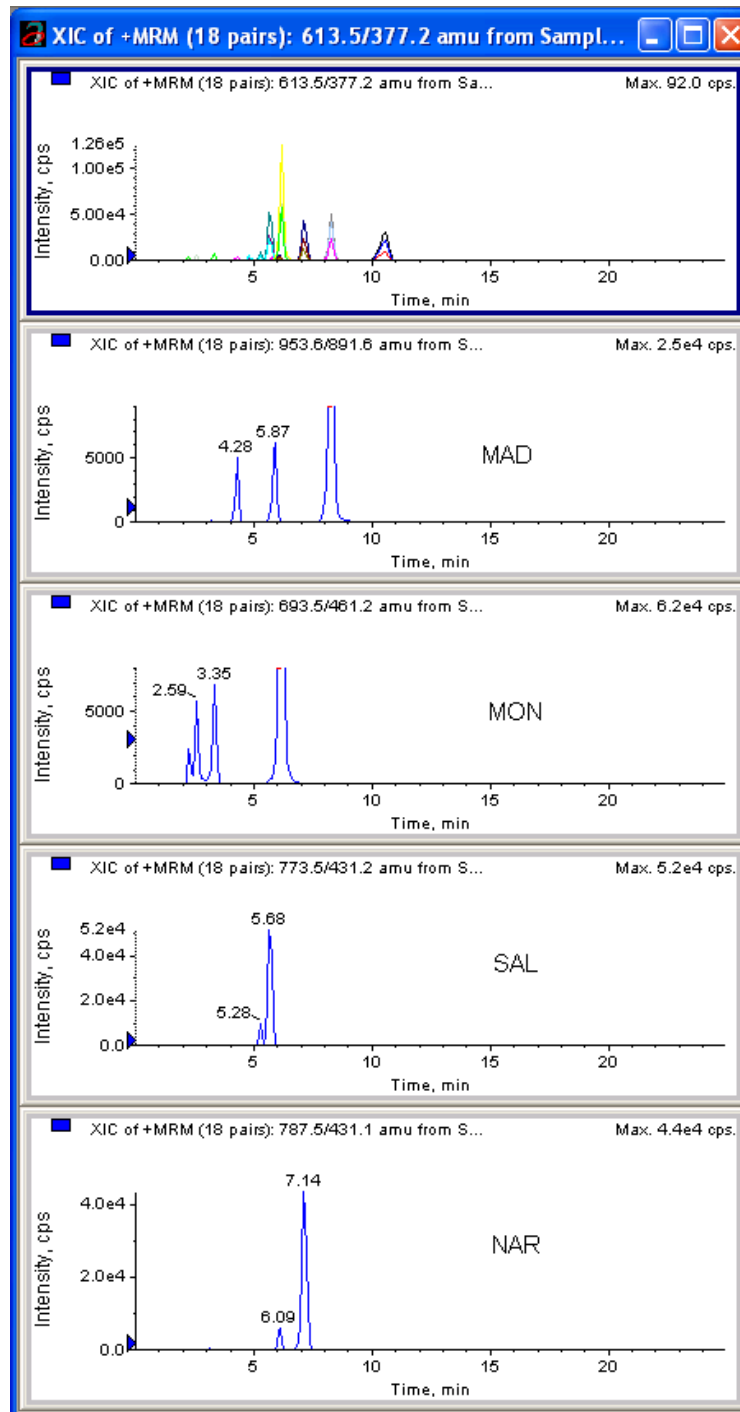 XIC of +MRM (18 pairs): 613.5/377.2 amu from Sampl...
XIC of +MRM (18 pairs): 613.5/377.2 amu from Sa... Max. 92.0 cps.
Intensity, cps
1.26e5
1.00e5
5.00e4
0.00
5 10 15 20
Time, min
XIC of +MRM (18 pairs): 953.6/891.6 amu from S... Max. 2.5e4 cps.
Intensity, cps
5000
0
4.28 5.87
MAD
5 10 15 20
Time, min
XIC of +MRM (18 pairs): 693.5/461.2 amu from S... Max. 6.2e4 cps.
Intensity, cps
5000
0
2.59 3.35
MON
5 10 15 20
Time, min
XIC of +MRM (18 pairs): 773.5/431.2 amu from S... Max. 5.2e4 cps.
Intensity, cps
5.2e4
4.0e4
2.0e4
0.0
5.68
5.28
SAL
5 10 15 20
Time, min
XIC of +MRM (18 pairs): 787.5/431.1 amu from S... Max. 4.4e4 cps.
Intensity, cps
4.0e4
2.0e4
0.0
7.14
6.09
NAR
5 10 15 20
Time, min